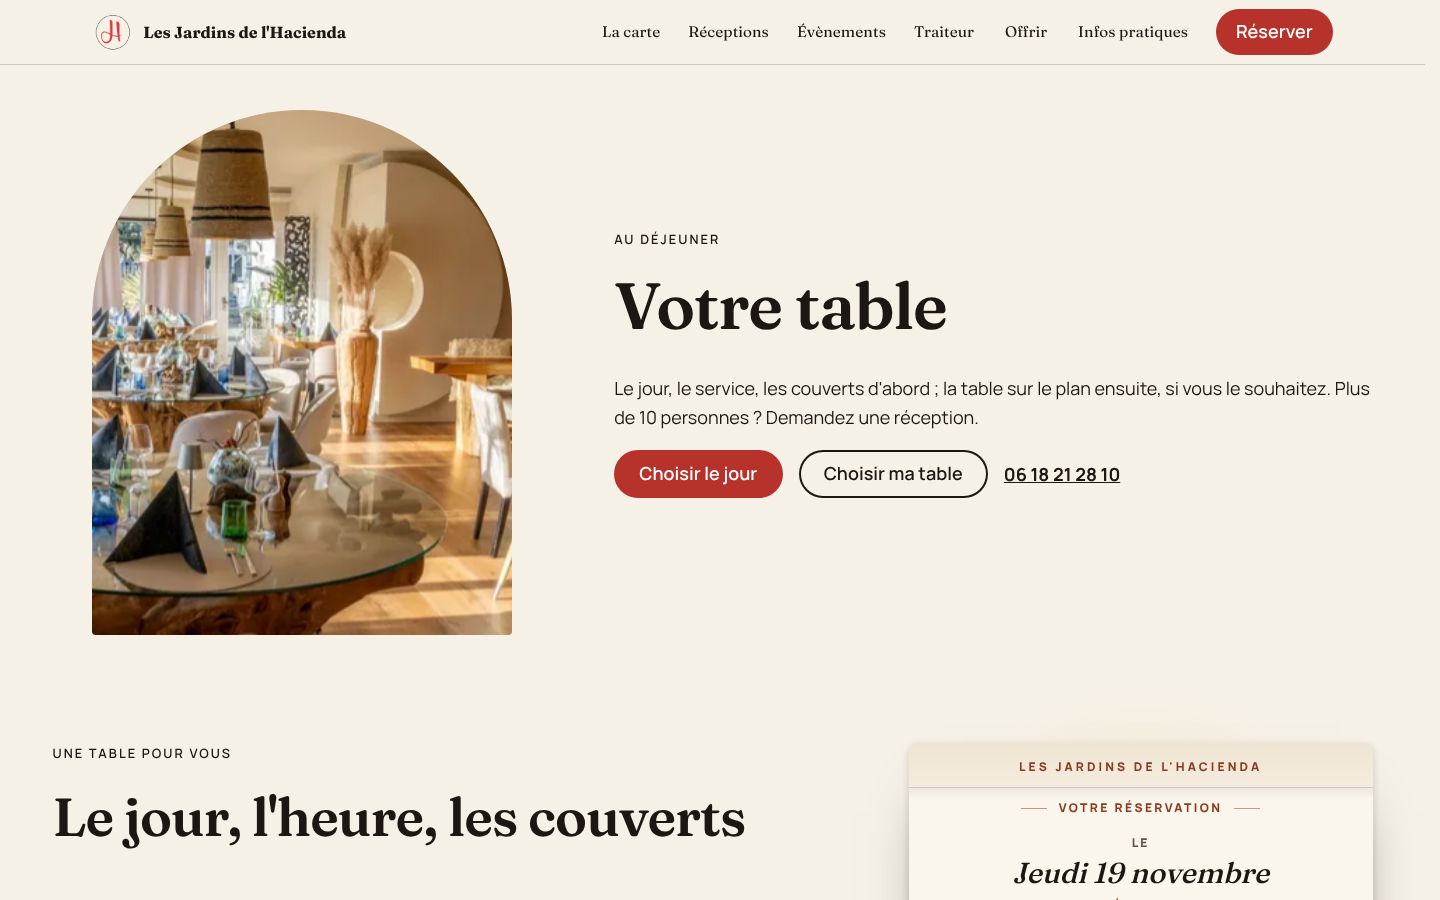 Les Jardins de l'Hacienda
La carte
Réceptions
Évènements
Traiteur
Offrir
Infos pratiques
Réserver
AU DÉJEUNER
Votre table
Le jour, le service, les couverts d'abord ; la table sur le plan ensuite, si vous le souhaitez. Plus
de 10 personnes ? Demandez une réception.
Choisir le jour
Choisir ma table
06 18 21 28 10
UNE TABLE POUR VOUS
Le jour, l'heure, les couverts
LES JARDINS DE L'HACIENDA
VOTRE RÉSERVATION
LE
Jeudi 19 novembre